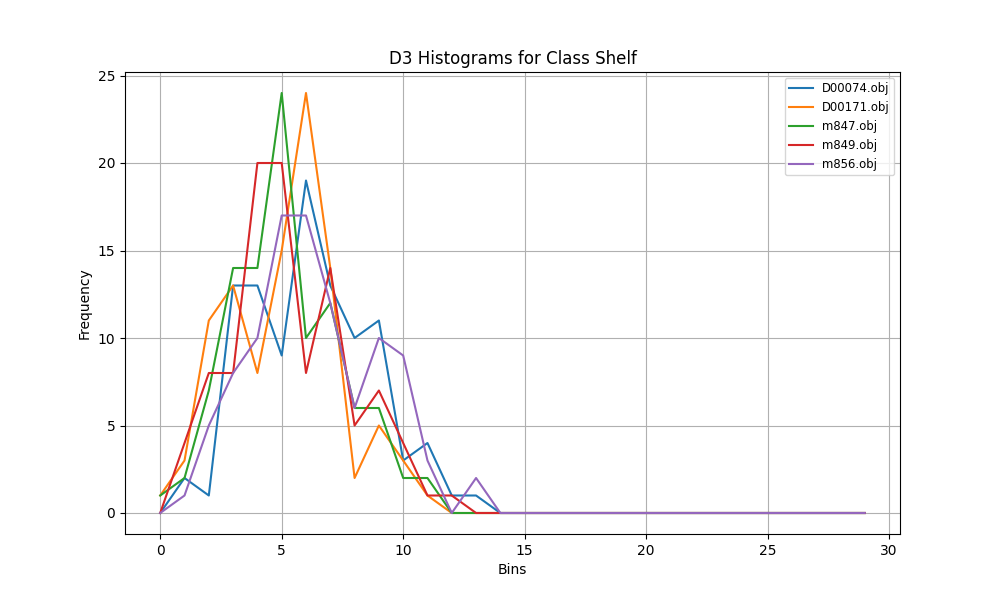 D3 Histograms for Class Shelf
25
20
15
10
5
0
Frequency
0 5 10 15 20 25 30
Bins
D00074.obj
D00171.obj
m847.obj
m849.obj
m856.obj